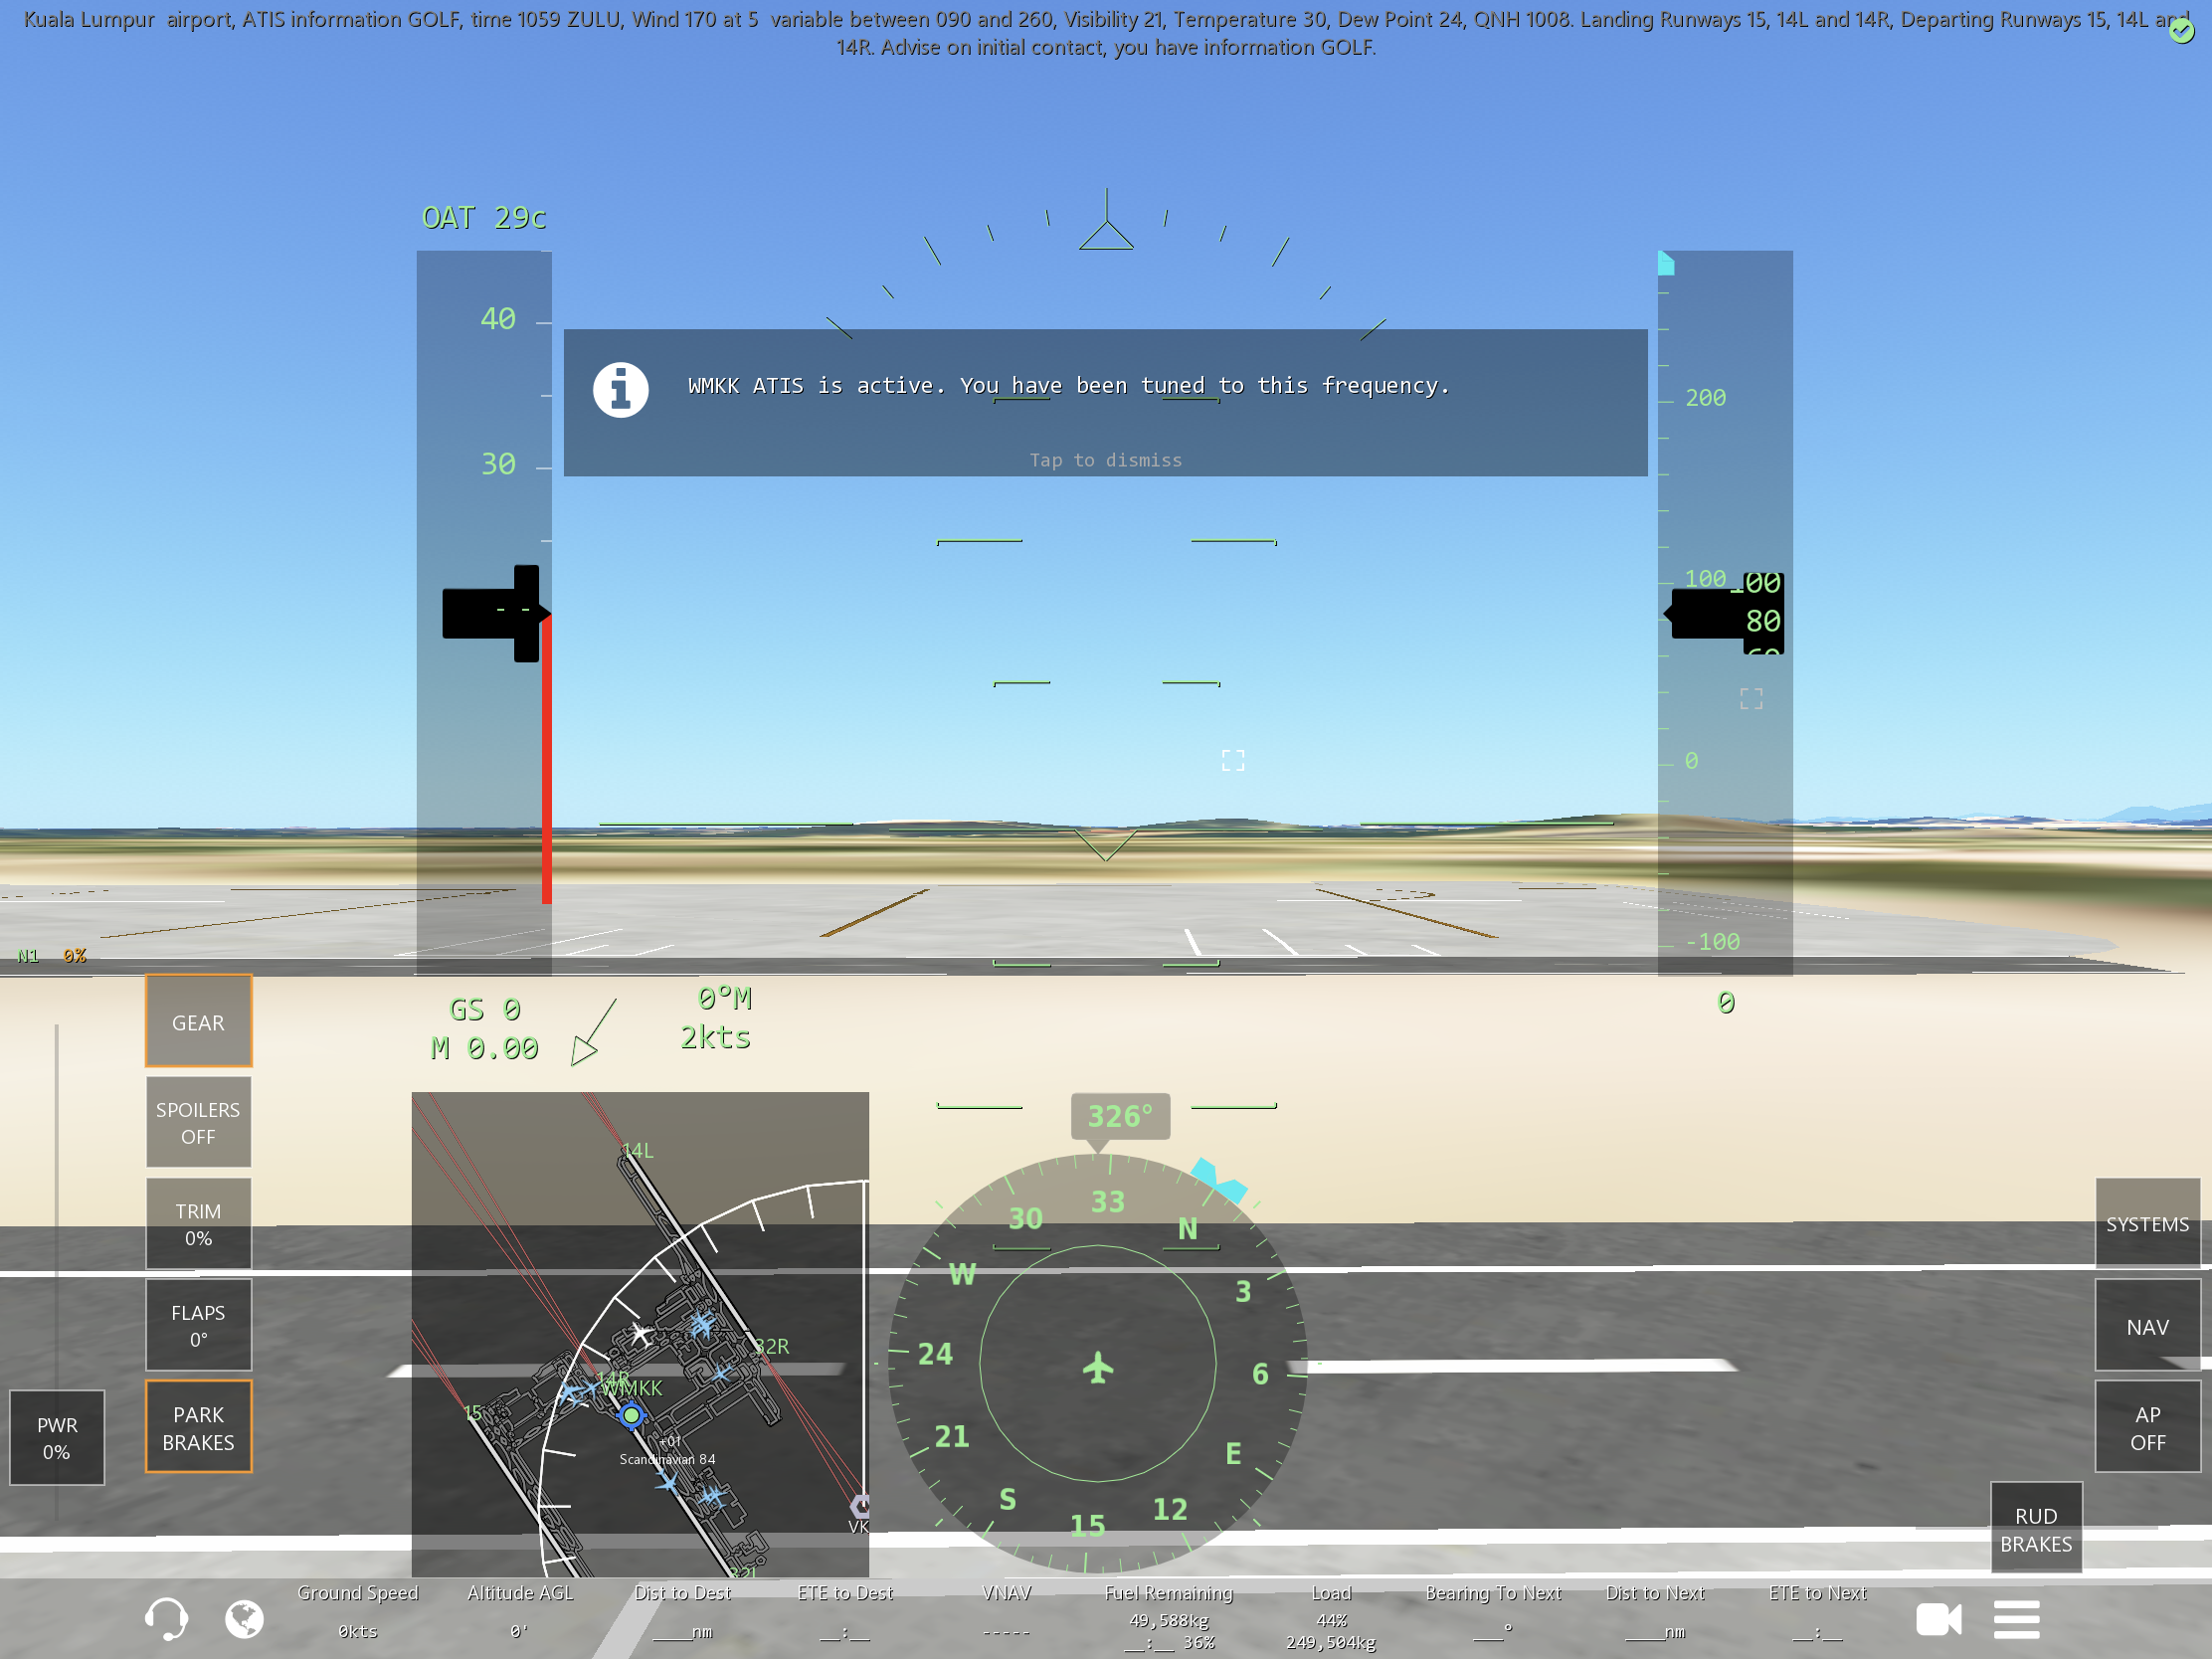 Kuala Lumpur  airport, ATIS information GOLF, time 1059 ZULU, Wind 170 at 5  variable between 090 and 260, Visibility 21, Temperature 30, Dew Point 24, QNH 1008. Landing Runways 15, 14L and 14R, Departing Runways 15, 14L and
14R. Advise on initial contact, you have information GOLF.
OAT 29c
40
30
- -
WMKK ATIS is active. You have been tuned to this frequency.
Tap to dismiss
200
100
100
80
60
0
-100
0
N1 0%
GS 0
M 0.00
0°M
2kts
GEAR
SPOILERS
OFF
TRIM
0%
FLAPS
0°
PARK
BRAKES
PWR
0%
14L
32R
14R
WMKK
15
+01
Scandinavian 84
VK
32L
326°
33
N
3
6
E
12
15
S
21
24
W
30
SYSTEMS
NAV
AP
OFF
RUD
BRAKES
Ground Speed
0kts
Altitude AGL
0'
Dist to Dest
___nm
ETE to Dest
__:__
VNAV
-----
Fuel Remaining
49,588kg
__:__ 36%
Load
44%
249,504kg
Bearing To Next
___°
Dist to Next
___nm
ETE to Next
__:__